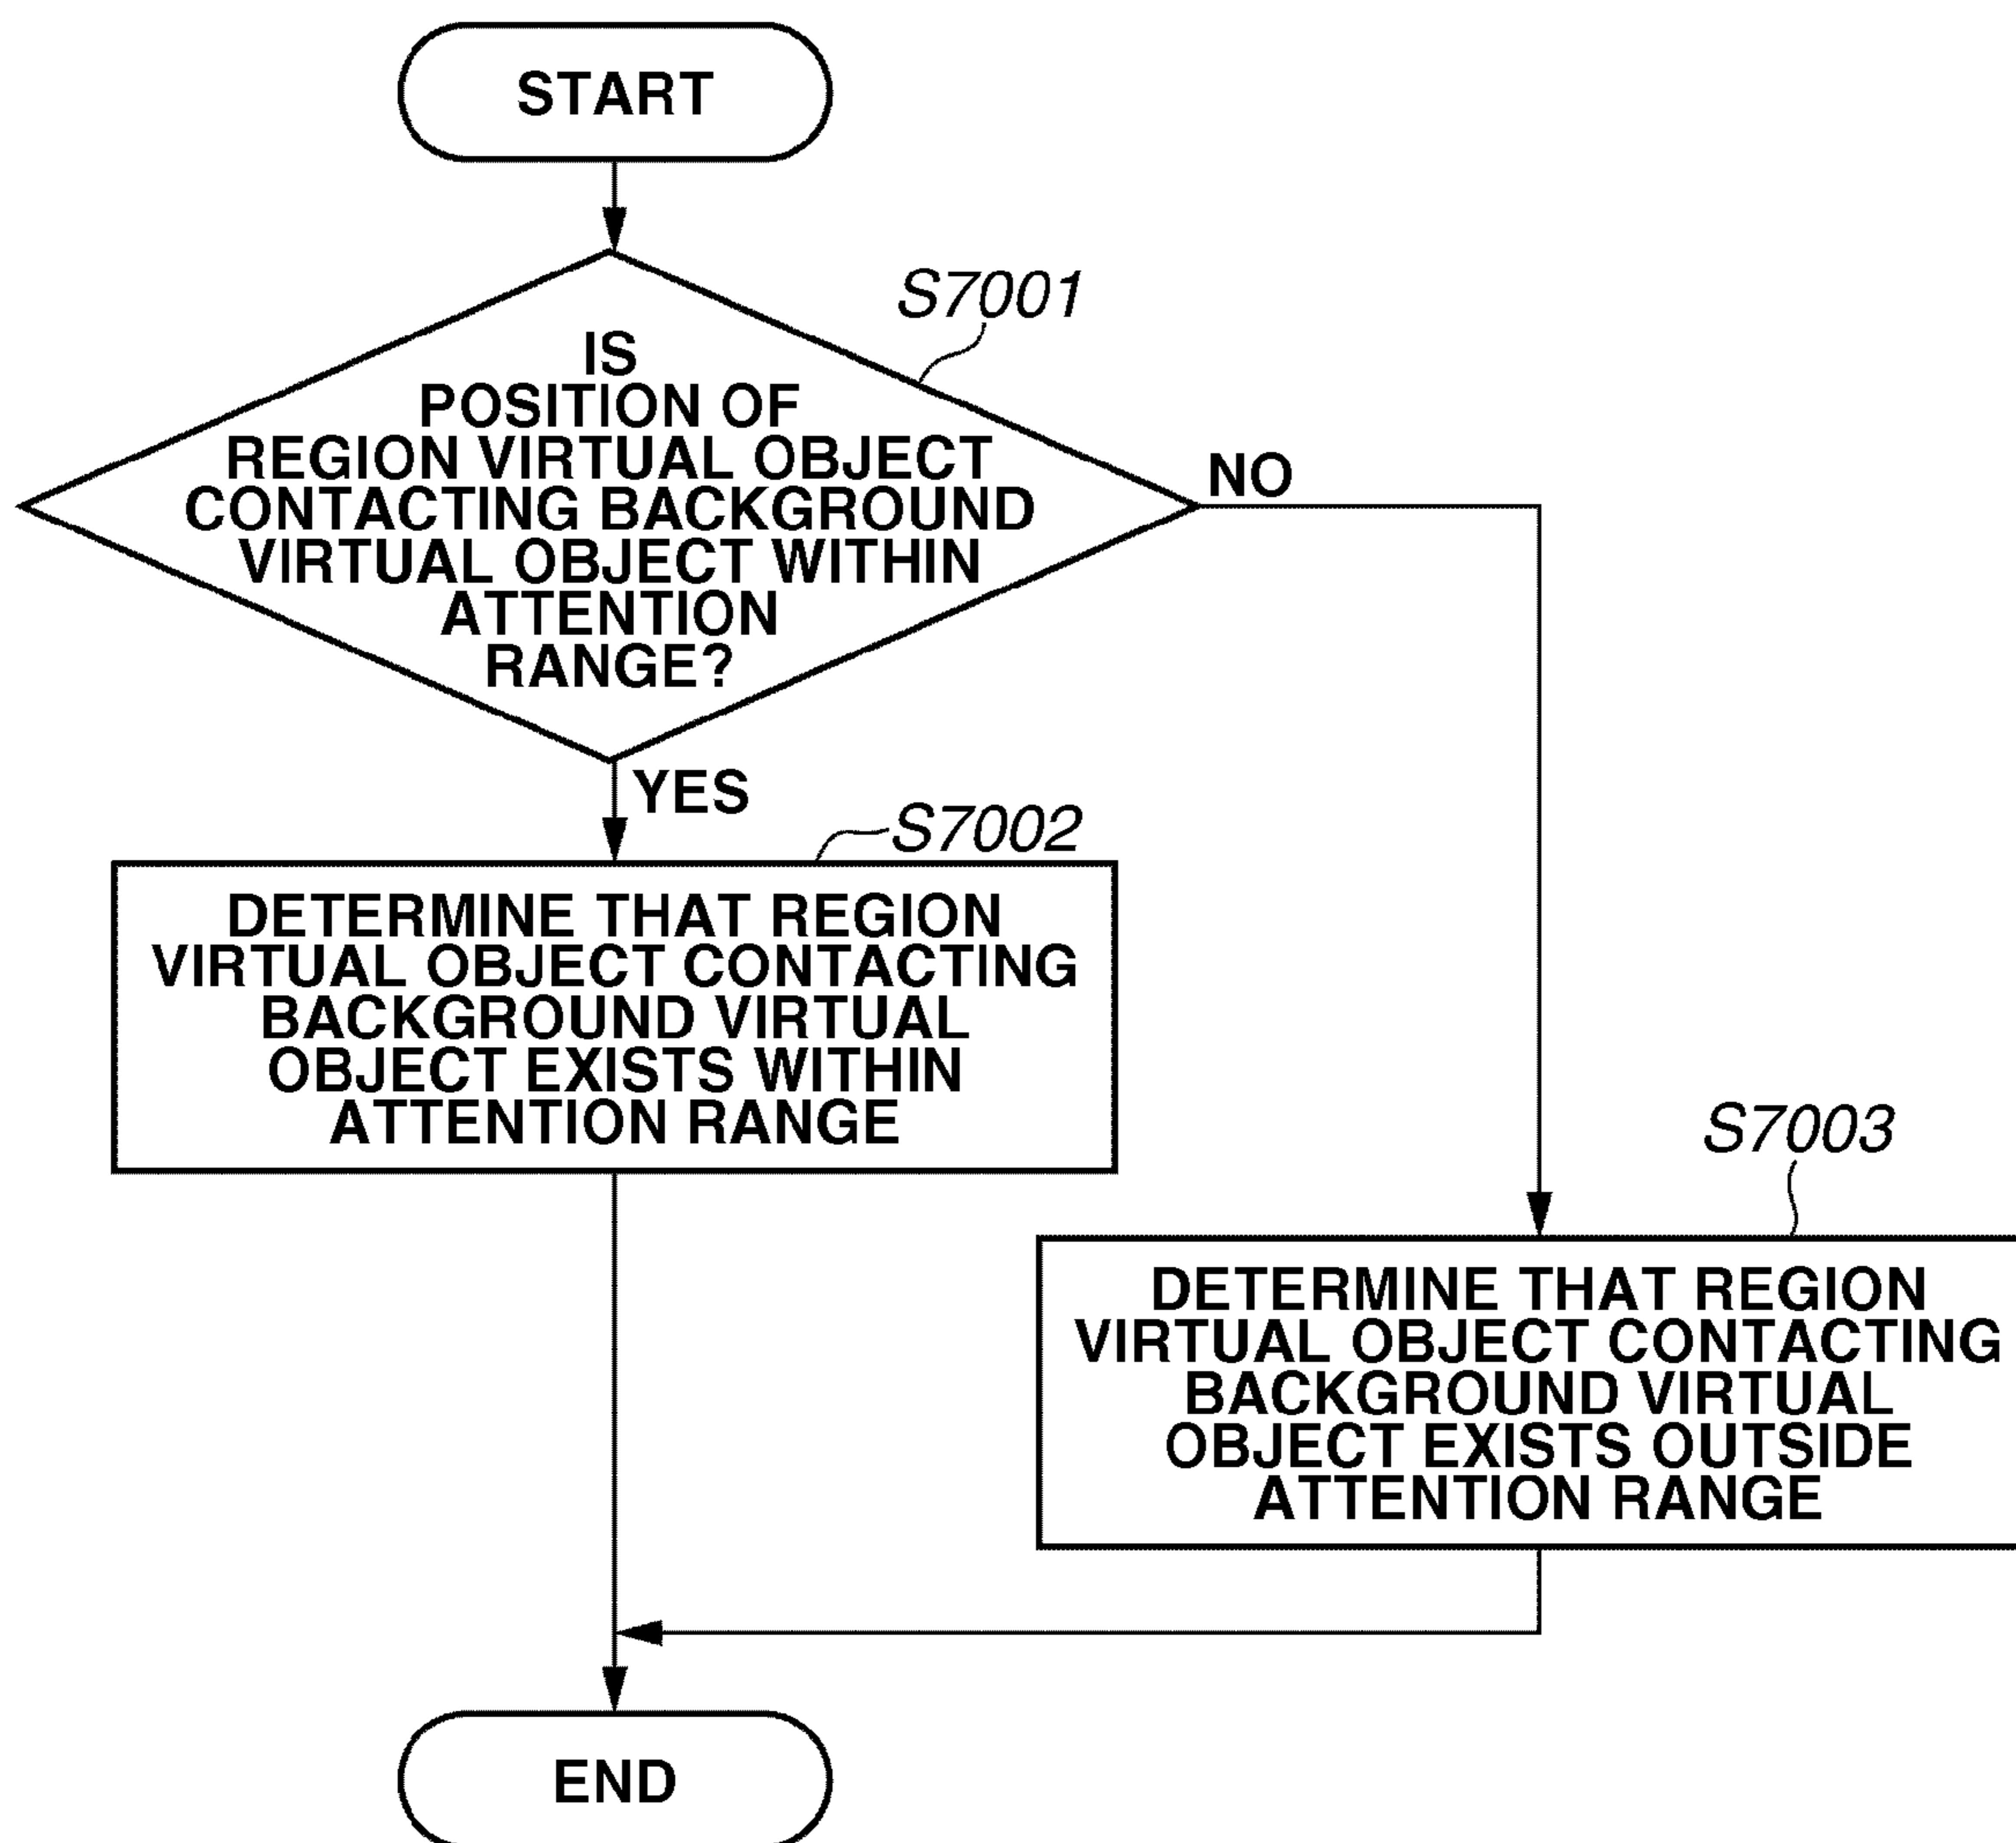 START
S7001
IS
POSITION OF
REGION VIRTUAL OBJECT
CONTACTING BACKGROUND
VIRTUAL OBJECT WITHIN
ATTENTION
RANGE?
NO
YES
S7002
DETERMINE THAT REGION
VIRTUAL OBJECT CONTACTING
BACKGROUND VIRTUAL
OBJECT EXISTS WITHIN
ATTENTION RANGE
S7003
DETERMINE THAT REGION
VIRTUAL OBJECT CONTACTING
BACKGROUND VIRTUAL
OBJECT EXISTS OUTSIDE
ATTENTION RANGE
END